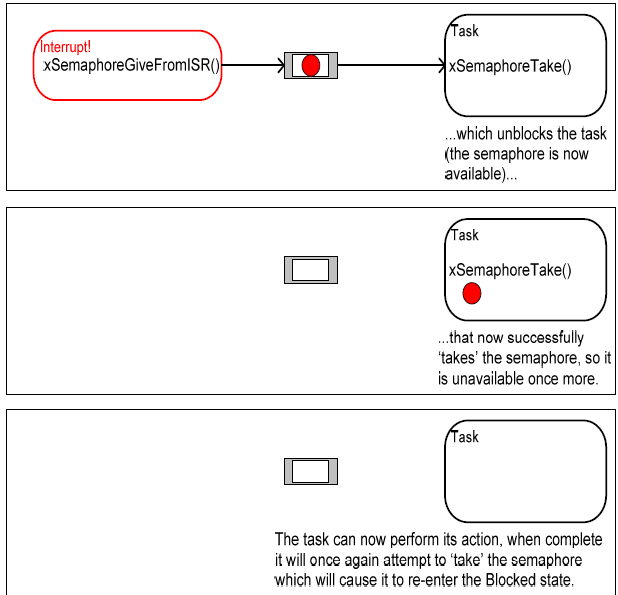 Interrupt!
xSemaphoreGiveFromISR()
Task
xSemaphoreTake()
...which unblocks the task
(the semaphore is now
available)...
Task
xSemaphoreTake()
...that now successfully
‘takes’ the semaphore, so it
is unavailable once more.
Task
The task can now perform its action, when complete
it will once again attempt to ‘take’ the semaphore
which will cause it to re-enter the Blocked state.